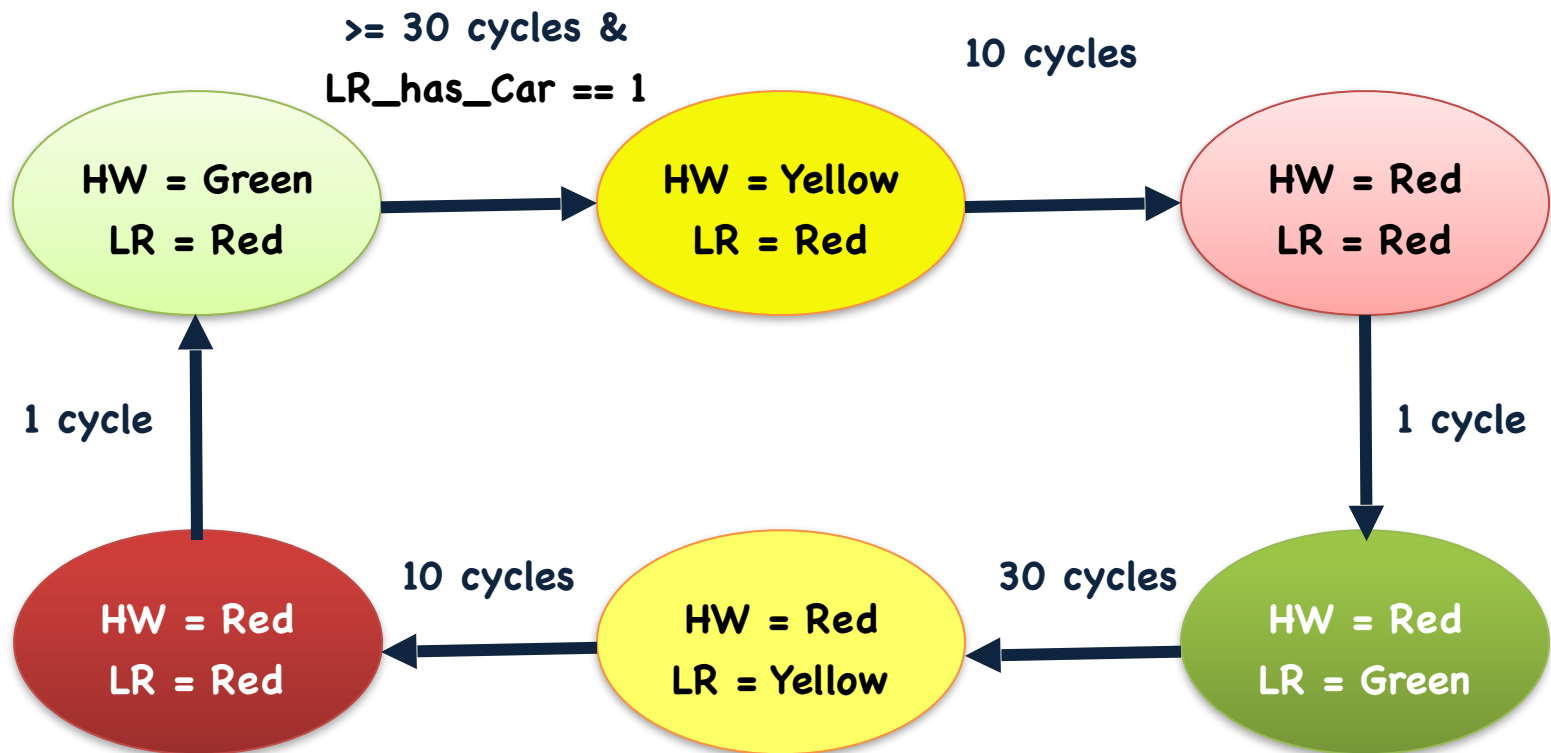 >= 30 cycles &
LR_has_Car == 1
10 cycles
HW = Green
LR = Red
HW = Yellow
LR = Red
HW = Red
LR = Red
1 cycle
1 cycle
10 cycles
30 cycles
HW = Red
LR = Red
HW = Red
LR = Yellow
HW = Red
LR = Green